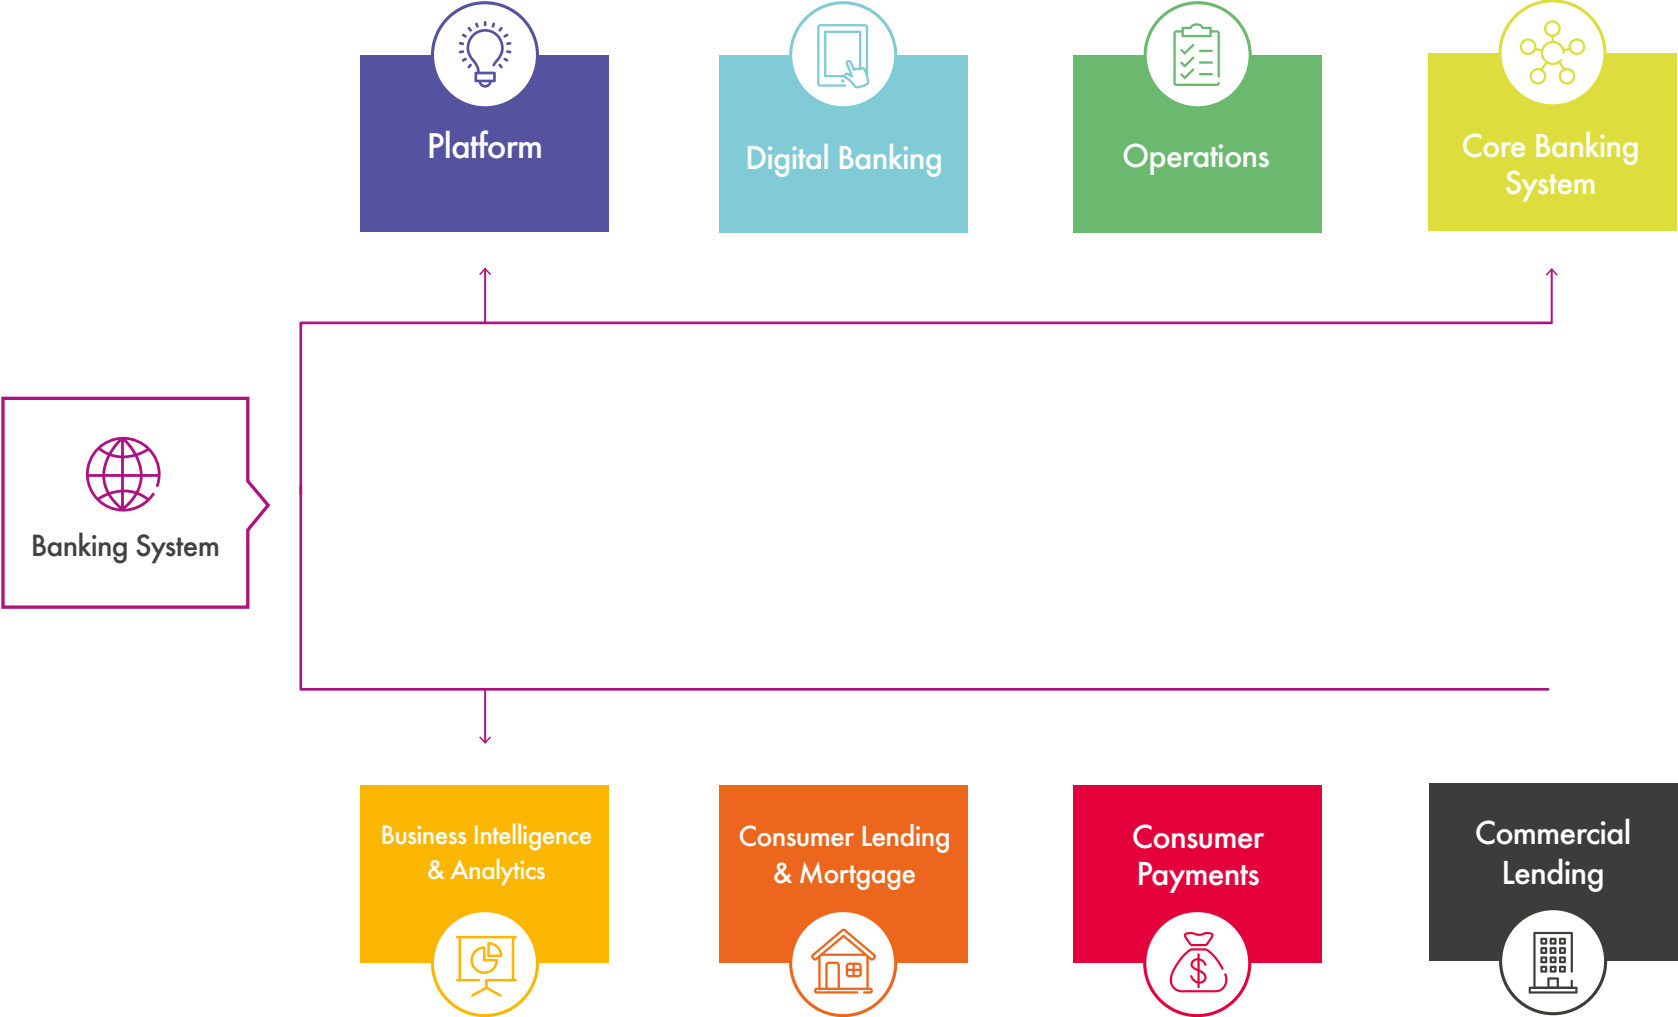 Platform
Digital Banking
Operations
Core Banking
System
Banking System
Business Intelligence
& Analytics
Consumer Lending
& Mortgage
Consumer
Payments
Commercial
Lending